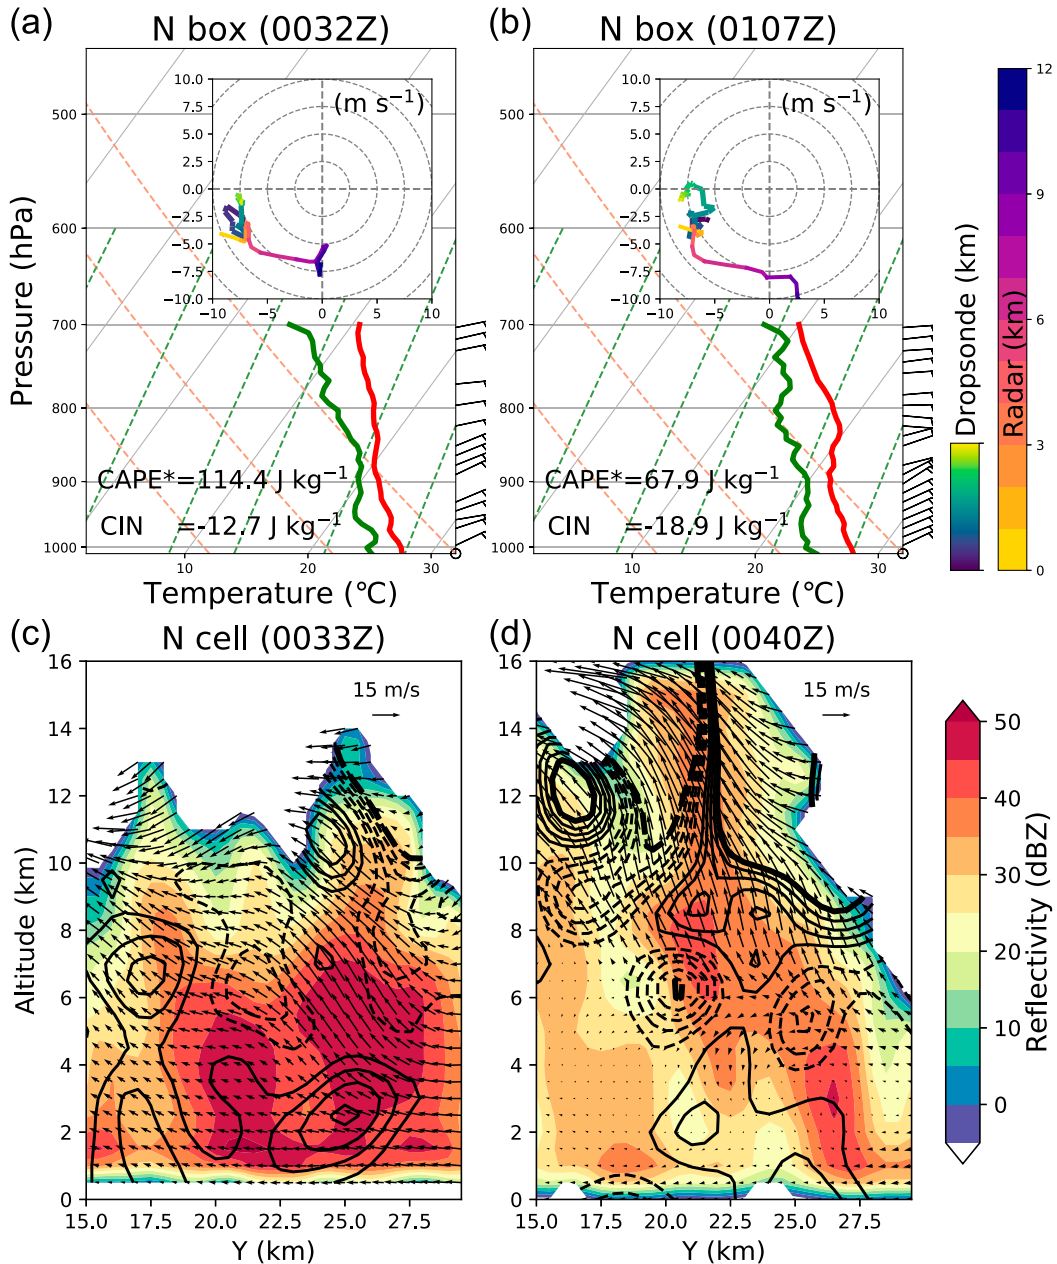 (a) N box (0032Z)
(b) N box (0107Z)
Pressure (hPa)
500
600
700
800
900
1000
10.0
7.5
5.0
2.5
0.0
−2.5
−5.0
−7.5
−10.0
−10 −5 0 5 10
(m s−1)
CAPE*=114.4 J kg−1
CIN =-12.7 J kg−1
10 20 30
Temperature (°C)
500
600
700
800
900
1000
10.0
7.5
5.0
2.5
0.0
−2.5
−5.0
−7.5
−10.0
−10 −5 0 5 10
(m s−1)
CAPE*=67.9 J kg−1
CIN =-18.9 J kg−1
10 20 30
Temperature (°C)
Dropsonde (km)
Radar (km)
12
9
6
3
0
(c) N cell (0033Z)
(d) N cell (0040Z)
Altitude (km)
16
14
12
10
8
6
4
2
0
15 m/s
15.0 17.5 20.0 22.5 25.0 27.5
Y (km)
16
14
12
10
8
6
4
2
0
15 m/s
15.0 17.5 20.0 22.5 25.0 27.5
Y (km)
50
40
30
20
10
0
Reflectivity (dBZ)